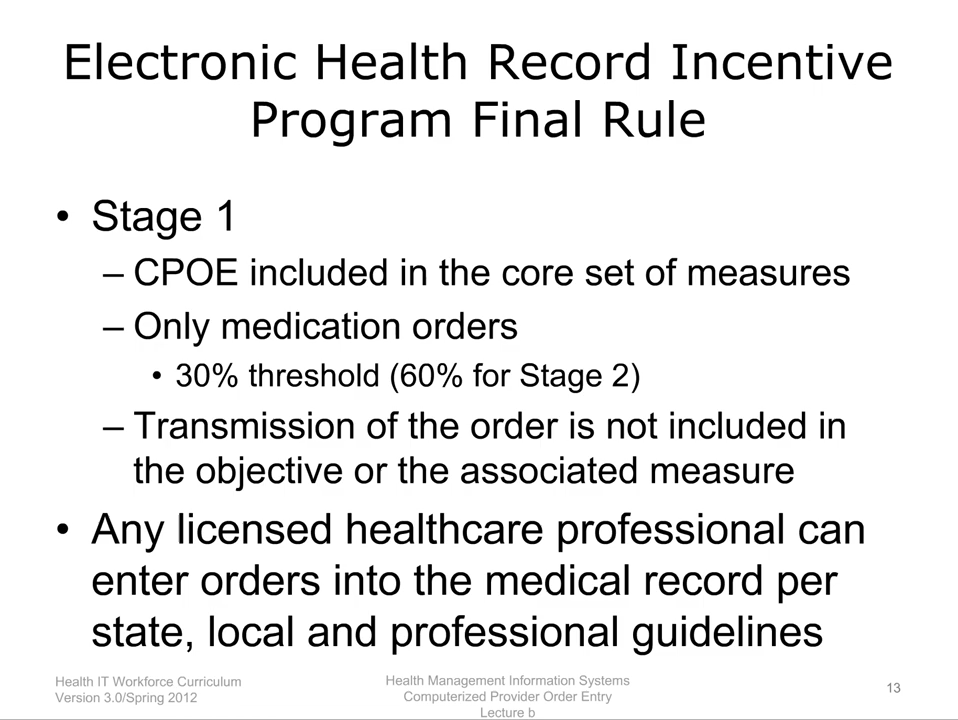 Electronic Health Record Incentive
Program Final Rule
• Stage 1
– CPOE included in the core set of measures
– Only medication orders
• 30% threshold (60% for Stage 2)
– Transmission of the order is not included in
the objective or the associated measure
• Any licensed healthcare professional can
enter orders into the medical record per
state, local and professional guidelines
Health IT Workforce Curriculum
Version 3.0/Spring 2012
Health Management Information Systems
Computerized Provider Order Entry
Lecture b
13